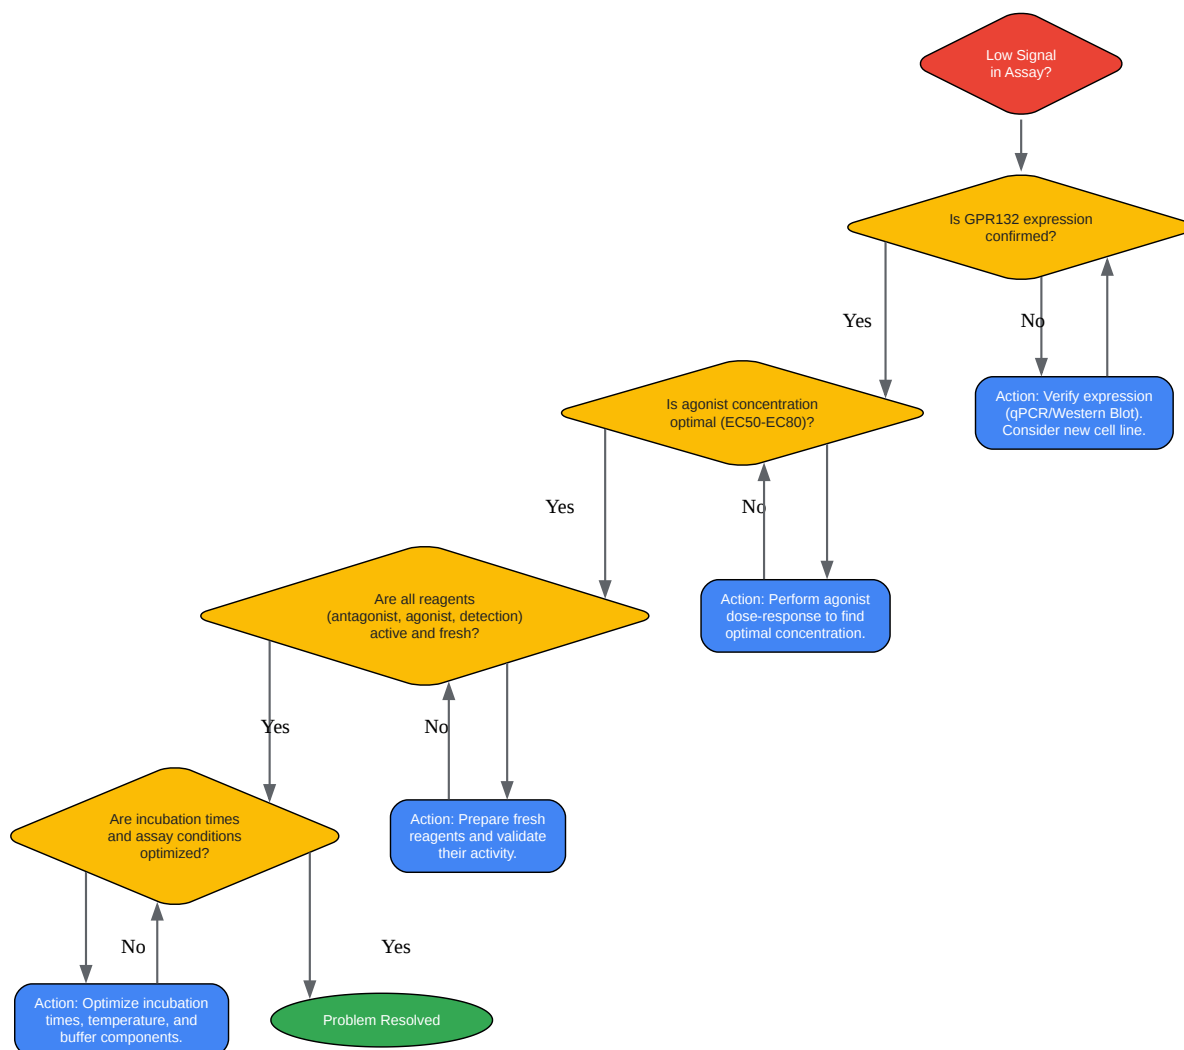 Low Signal
in Assay?
Is GPR132 expression
confirmed?
Yes
No
Action: Verify expression
(qPCR/Western Blot).
Consider new cell line.
Is agonist concentration
optimal (EC50-EC80)?
Yes
No
Action: Perform agonist
dose-response to find
optimal concentration.
Are all reagents
(antagonist, agonist, detection)
active and fresh?
Yes
No
Action: Prepare fresh
reagents and validate
their activity.
Are incubation times
and assay conditions
optimized?
No
Yes
Action: Optimize incubation
times, temperature, and
buffer components.
Problem Resolved